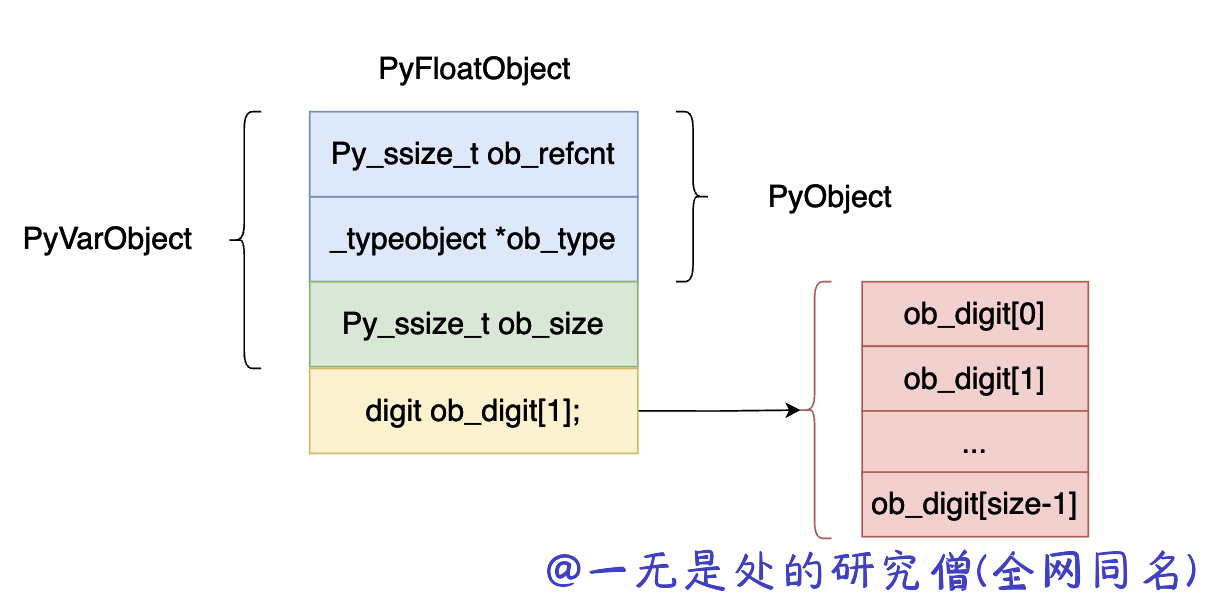 PyFloatObject
Py_ssize_t ob_refcnt
PyObject
_typeobject *ob_type
PyVarObject
Py_ssize_t ob_size
digit ob_digit[1];
ob_digit[0]
ob_digit[1]
...
ob_digit[size-1]
@一无是处的研究僧(全网同名)